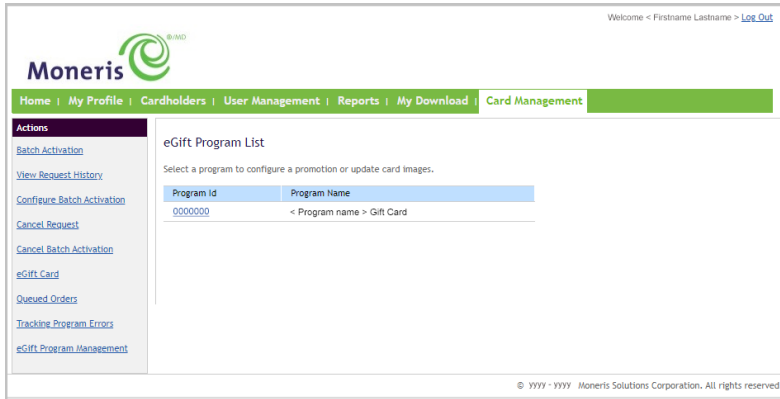 Welcome < Firstname Lastname > Log Out
®/MD
Moneris
Home | My Profile | Cardholders | User Management | Reports | My Download | Card Management
Actions
Batch Activation
View Request History
Configure Batch Activation
Cancel Request
Cancel Batch Activation
eGift Card
Queued Orders
Tracking Program Errors
eGift Program Management
eGift Program List
Select a program to configure a promotion or update card images.
Program Id Program Name
0000000 < Program name > Gift Card
© yyyy - yyyy Moneris Solutions Corporation. All rights reserved